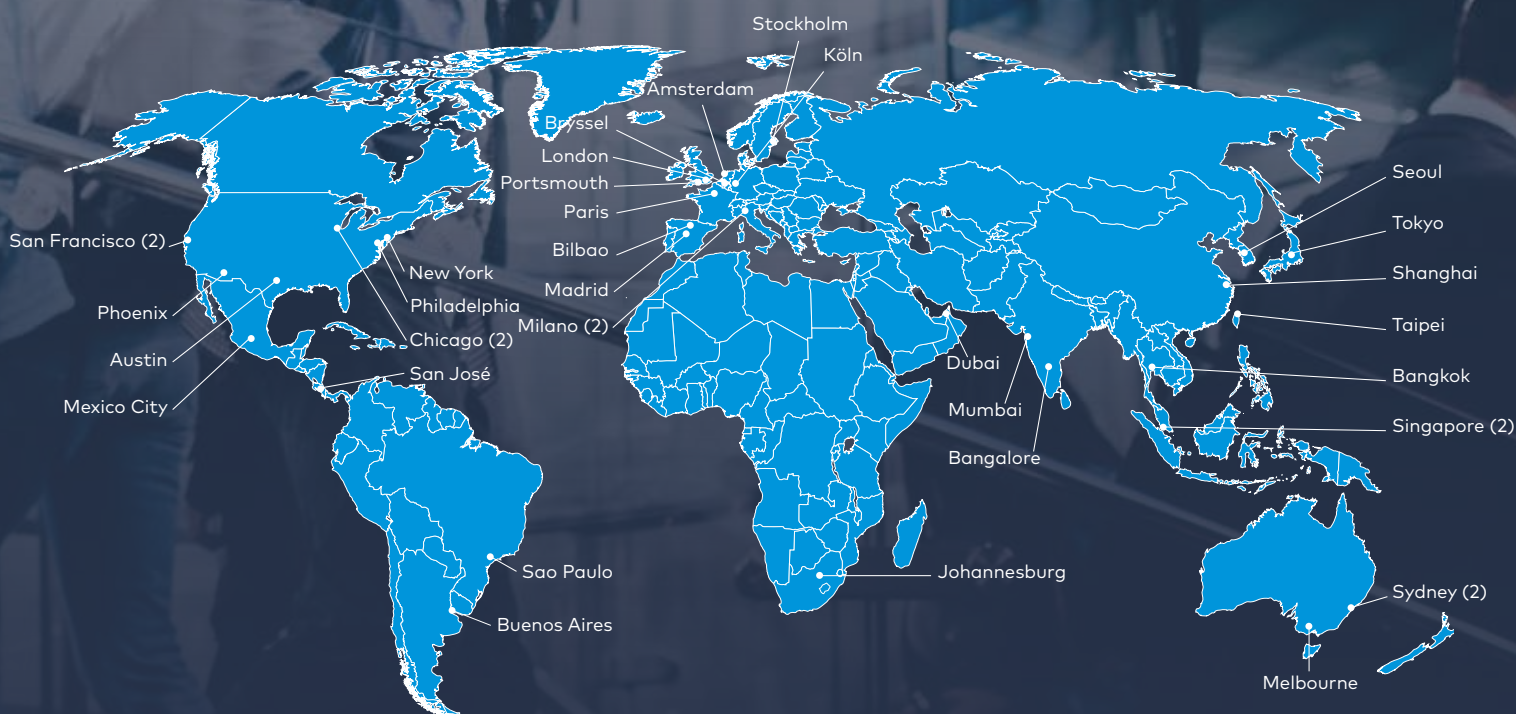 Stockholm
Köln
Amsterdam
Bryssel
London
Portsmouth
Paris
Bilbao
Madrid
Milano (2)
San Francisco (2)
Phoenix
Austin
Mexico City
New York
Philadelphia
Chicago (2)
San José
Sao Paulo
Buenos Aires
Johannesburg
Dubai
Mumbai
Bangalore
Seoul
Tokyo
Shanghai
Taipei
Bangkok
Singapore (2)
Sydney (2)
Melbourne